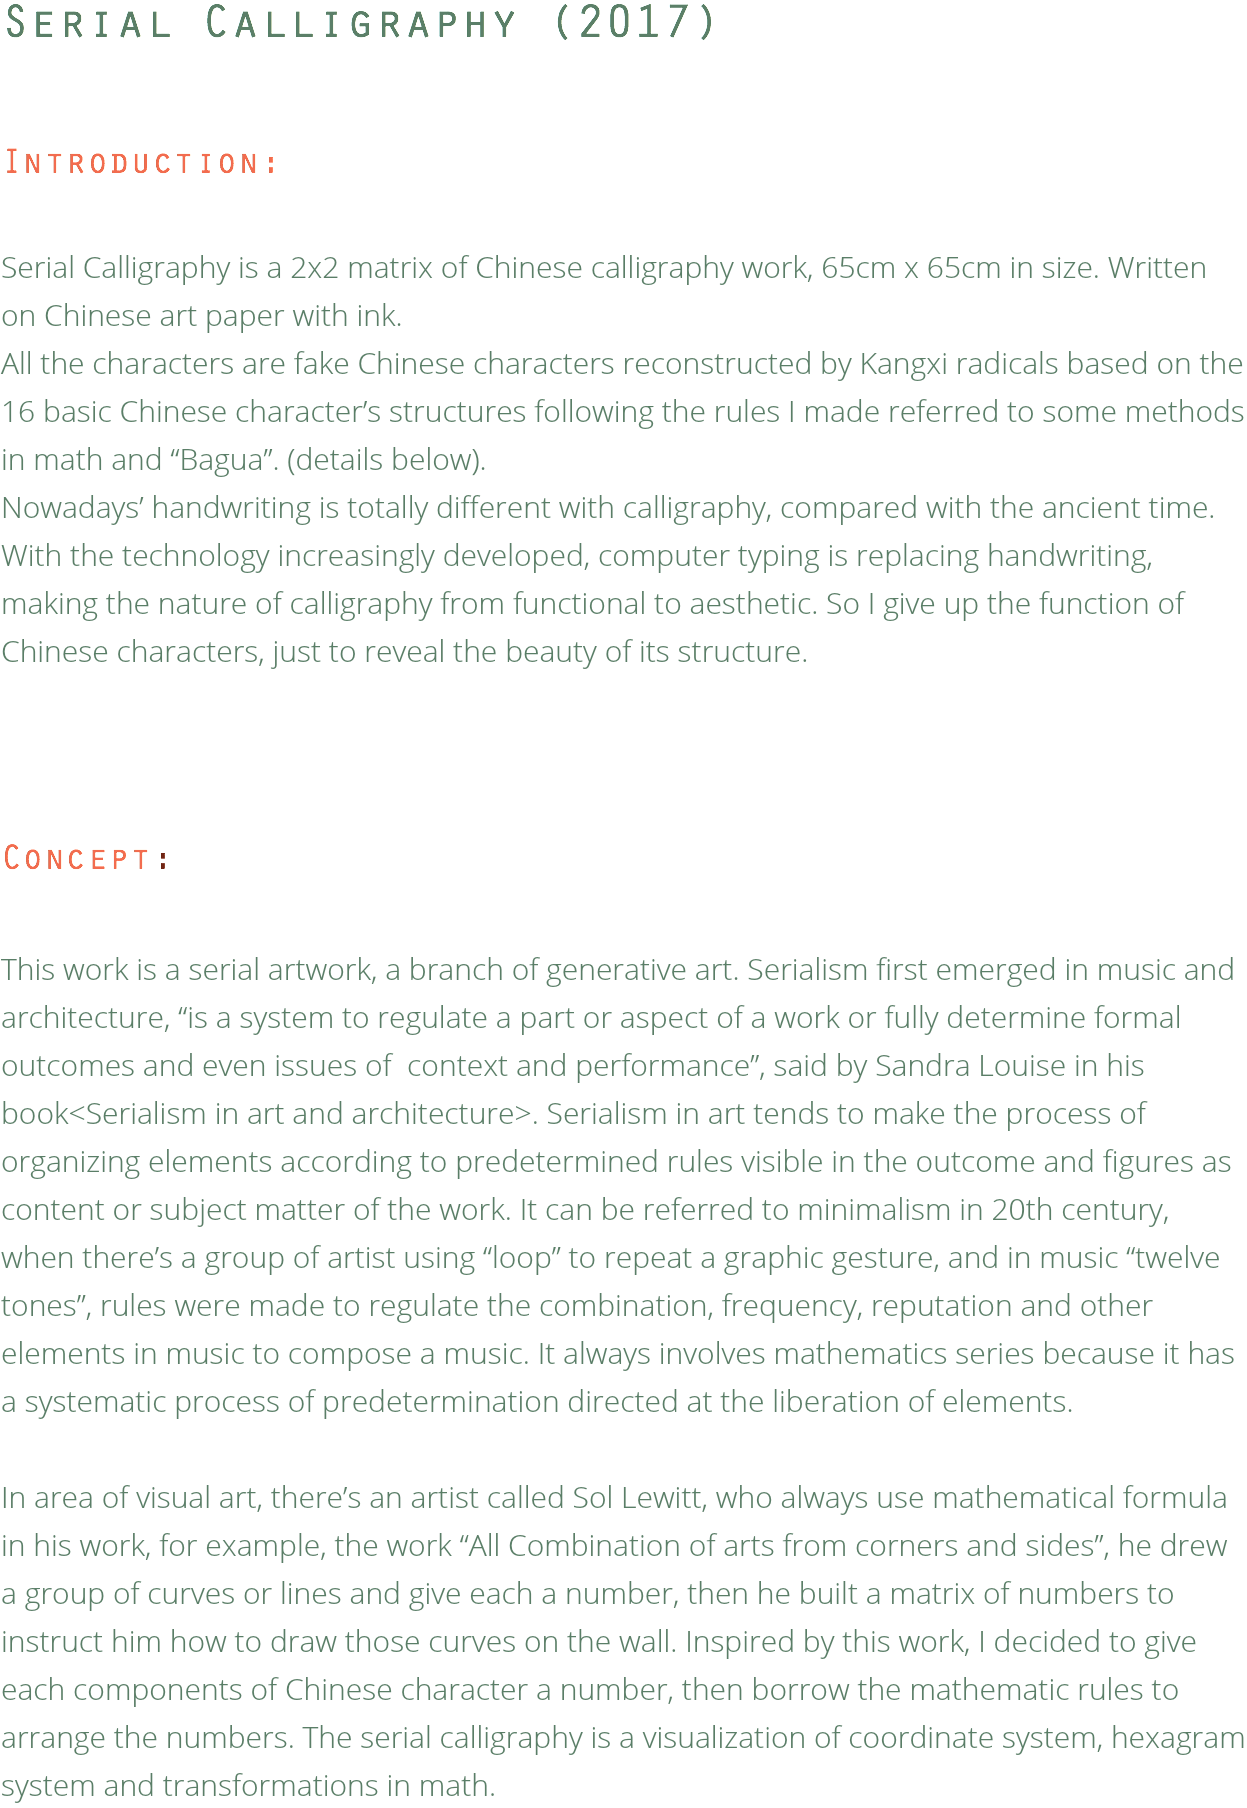 Serial Calligraphy (2017)
Introduction:
Serial Calligraphy is a 2x2 matrix of Chinese calligraphy work, 65cm x 65cm in size. Written
on Chinese art paper with ink.
All the characters are fake Chinese characters reconstructed by Kangxi radicals based on the
16 basic Chinese character’s structures following the rules I made referred to some methods
in math and “Bagua”. (details below).
Nowadays’ handwriting is totally different with calligraphy, compared with the ancient time.
With the technology increasingly developed, computer typing is replacing handwriting,
making the nature of calligraphy from functional to aesthetic. So I give up the function of
Chinese characters, just to reveal the beauty of its structure.
Concept:
This work is a serial artwork, a branch of generative art. Serialism first emerged in music and
architecture, “is a system to regulate a part or aspect of a work or fully determine formal
outcomes and even issues of  context and performance”, said by Sandra Louise in his
book<Serialism in art and architecture>. Serialism in art tends to make the process of
organizing elements according to predetermined rules visible in the outcome and figures as
content or subject matter of the work. It can be referred to minimalism in 20th century,
when there’s a group of artist using “loop” to repeat a graphic gesture, and in music “twelve
tones”, rules were made to regulate the combination, frequency, reputation and other
elements in music to compose a music. It always involves mathematics series because it has
a systematic process of predetermination directed at the liberation of elements.
In area of visual art, there’s an artist called Sol Lewitt, who always use mathematical formula
in his work, for example, the work “All Combination of arts from corners and sides”, he drew
a group of curves or lines and give each a number, then he built a matrix of numbers to
instruct him how to draw those curves on the wall. Inspired by this work, I decided to give
each components of Chinese character a number, then borrow the mathematic rules to
arrange the numbers. The serial calligraphy is a visualization of coordinate system, hexagram
system and transformations in math.